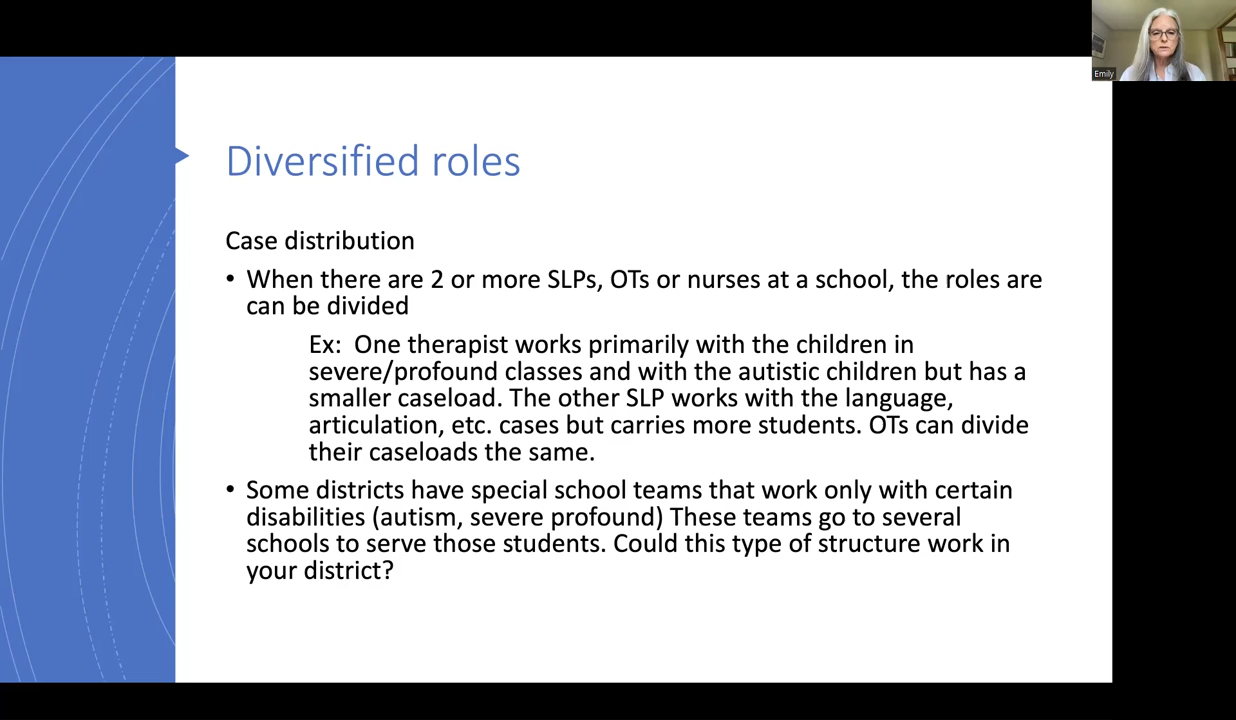 Emily
Diversified roles
Case distribution
• When there are 2 or more SLPs, OTs or nurses at a school, the roles are
can be divided
Ex:  One therapist works primarily with the children in
severe/profound classes and with the autistic children but has a
smaller caseload. The other SLP works with the language,
articulation, etc. cases but carries more students. OTs can divide
their caseloads the same.
• Some districts have special school teams that work only with certain
disabilities (autism, severe profound) These teams go to several
schools to serve those students. Could this type of structure work in
your district?